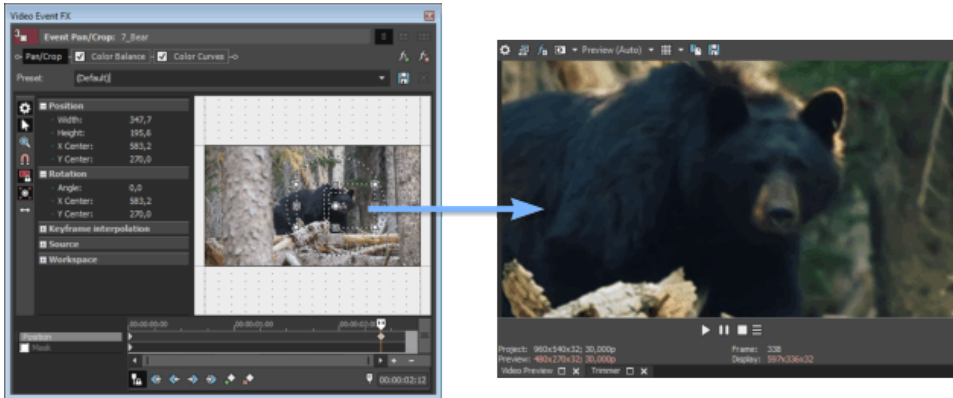 Video Event FX
Event Pan/Crop: 7_Bear
Pan/Crop Color Balance Color Curves
Preset: (Default)
Position
Width: 347,7
Height: 195,6
X Center: 583,2
Y Center: 270,0
Rotation
Angle: 0,0
X Center: 583,2
Y Center: 270,0
Keyframe interpolation
Source
Workspace
00:00:00:00 00:00:01:00 00:00:02:0
Position
Mask
00:00:02:12
Preview (Auto)
Project: 960x540x32; 30,000p
Frame: 338
Preview: 480x270x32; 30,000p
Display: 597x336x32
Video Preview Trimmer